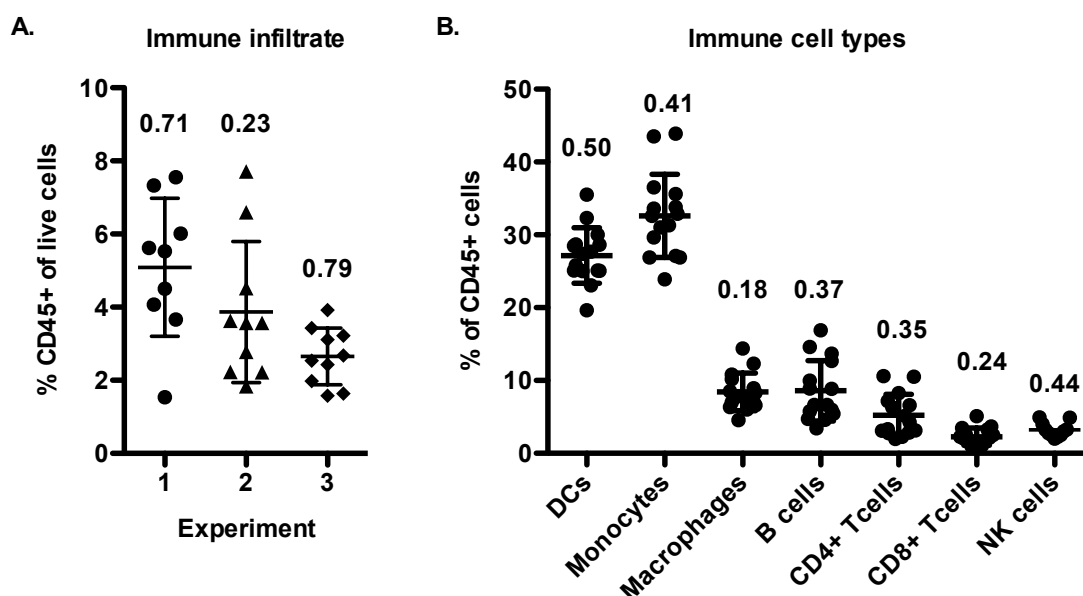 A.
Immune infiltrate
% CD45+ of live cells
10
8
6
4
2
0
0.71
0.23
0.79
1 2 3
Experiment
B.
Immune cell types
% of CD45+ cells
50
40
30
20
10
0
0.50
0.41
0.18
0.37
0.35
0.24
0.44
DCs
Monocytes
Macrophages
B cells
CD4+ Tcells
CD8+ Tcells
NK cells